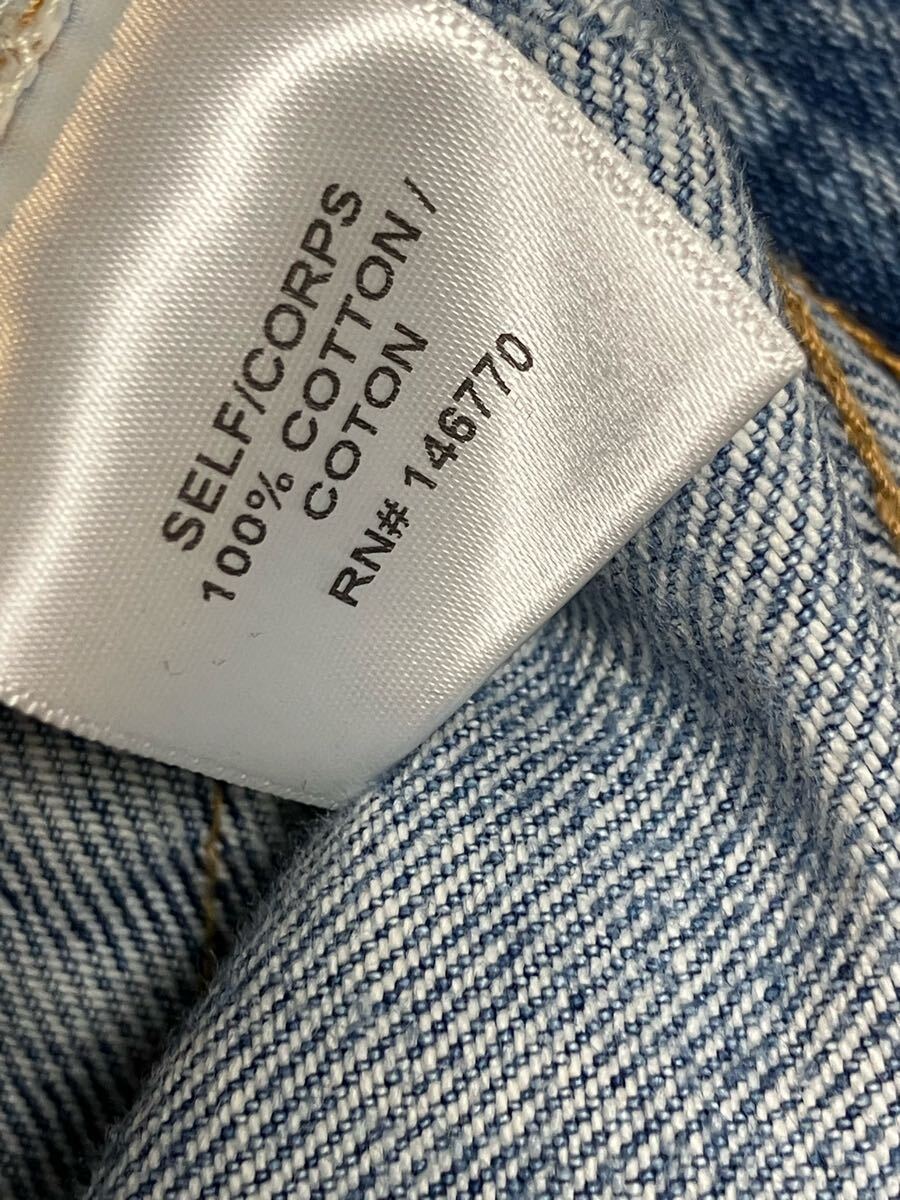 SELF/CORPS
100% COTTON /
COTON
RN# 146770